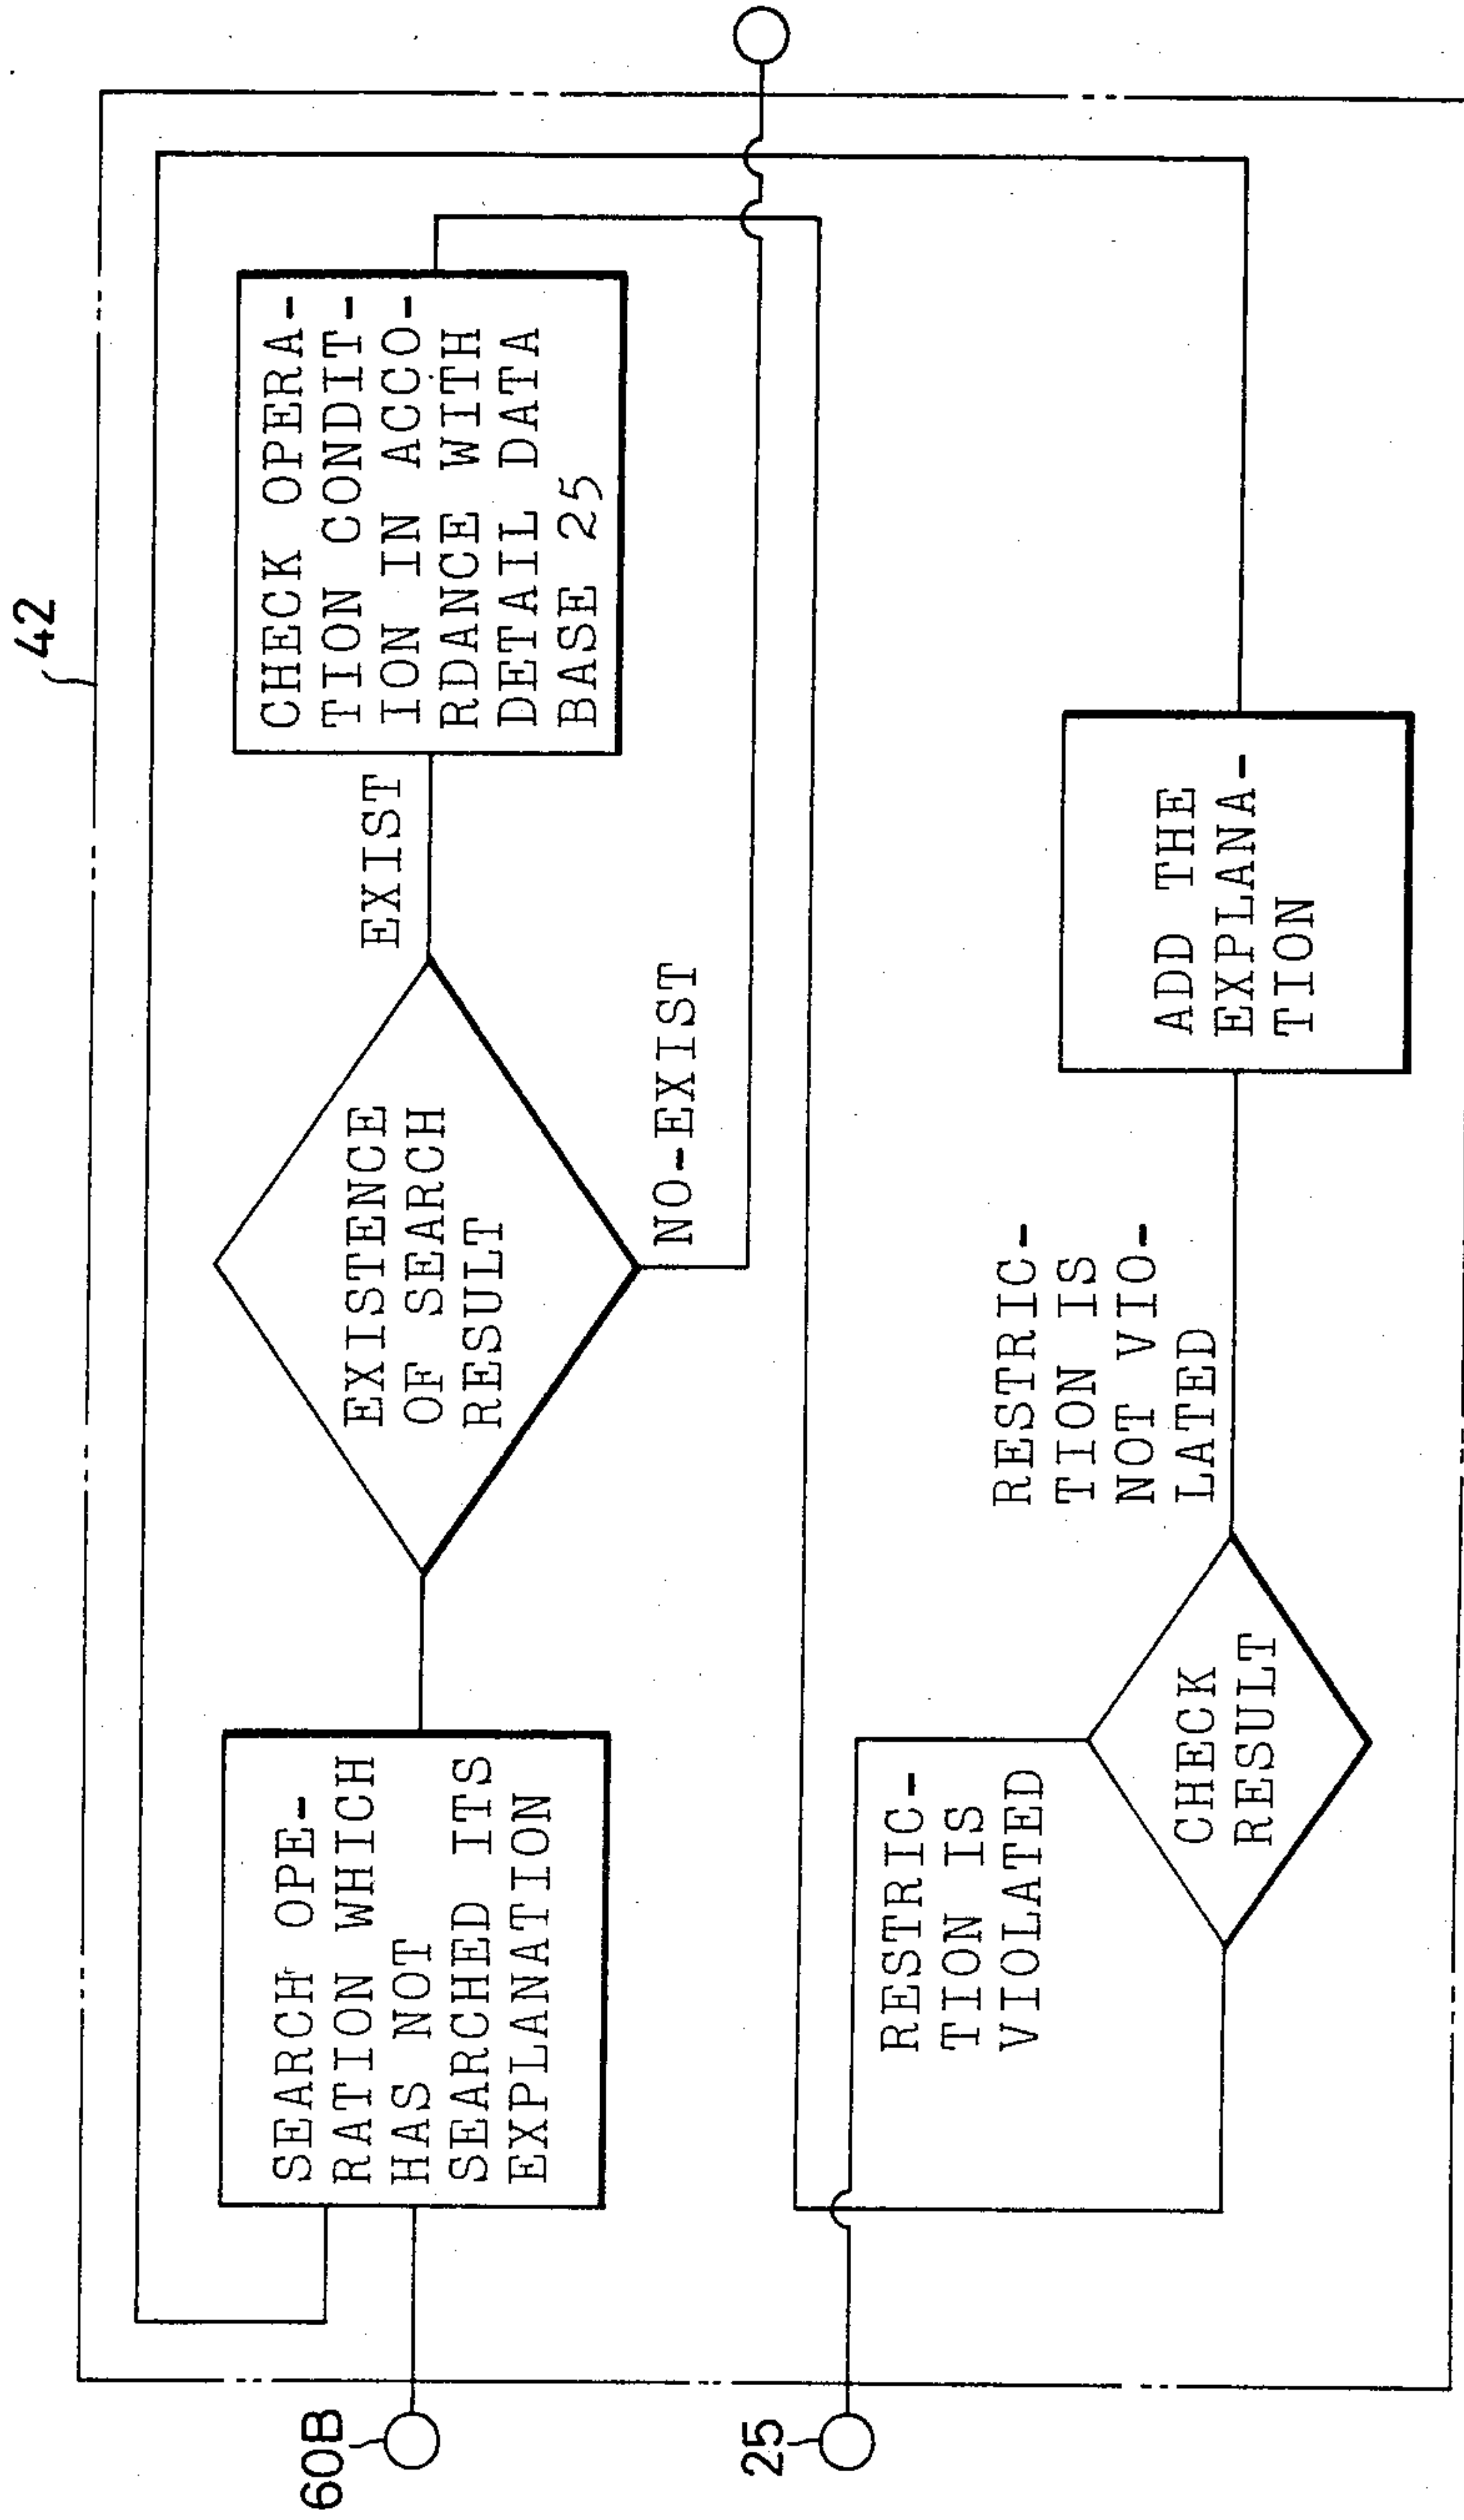 42
60B
SEARCH OPE-
RATION WHICH
HAS NOT
SEARCHED ITS
EXPLANATION
EXISTENCE
OF SEARCH
RESULT
EXIST
NO-EXIST
CHECK OPERA-
TION CONDIT-
ION IN ACCO-
RDANCE WITH
DETAIL DATA
BASE 25
25
RESTRIC-
TION IS
VIOLATED
CHECK
RESULT
RESTRIC-
TION IS
NOT VIO-
LATED
ADD THE
EXPLANA-
TION